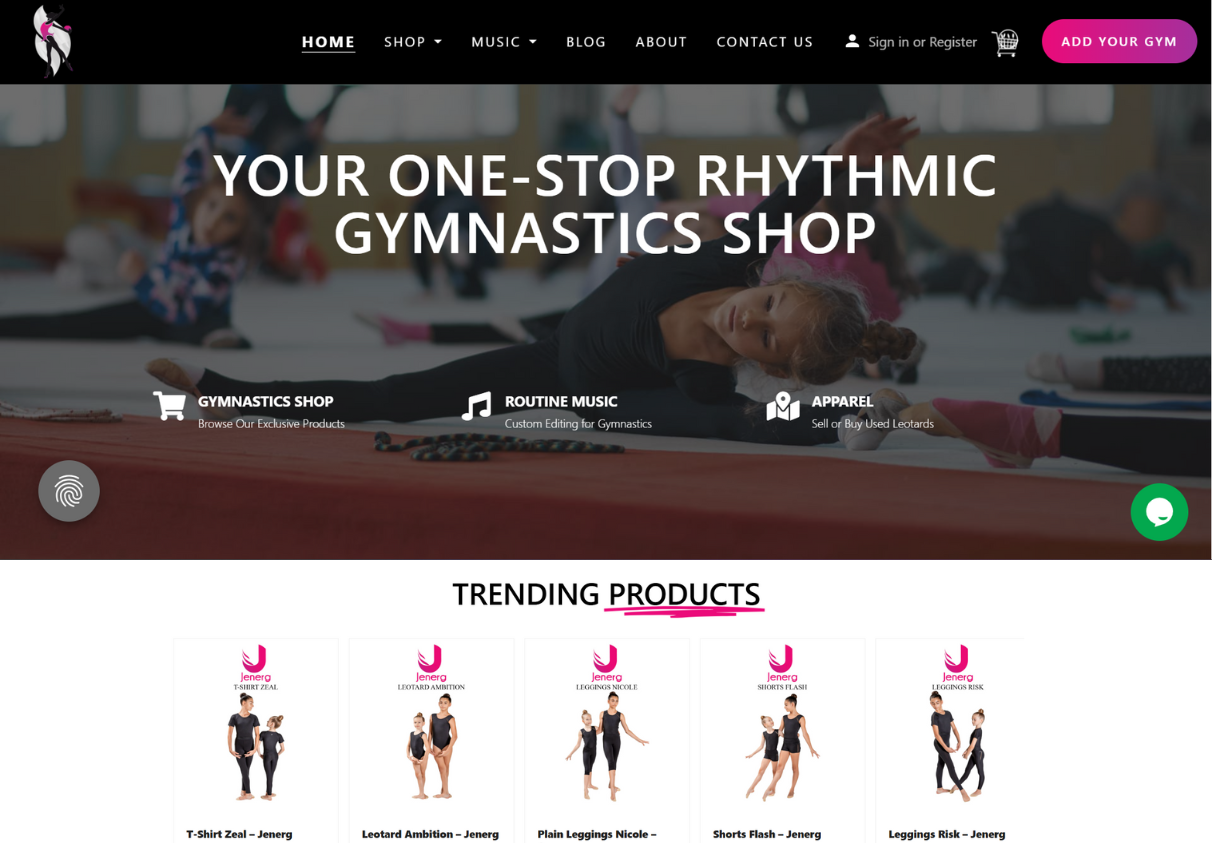 HOME
SHOP
MUSIC
BLOG
ABOUT
CONTACT US
Sign in or Register
ADD YOUR GYM
YOUR ONE-STOP RHYTHMIC
GYMNASTICS SHOP
GYMNASTICS SHOP
Browse Our Exclusive Products
ROUTINE MUSIC
Custom Editing for Gymnastics
APPAREL
Sell or Buy Used Leotards
TRENDING PRODUCTS
Jenerg
T-SHIRT ZEAL
T-Shirt Zeal – Jenerg
Jenerg
LEOTARD AMBITION
Leotard Ambition – Jenerg
Jenerg
LEGGINGS NICOLE
Plain Leggings Nicole –
Jenerg
SHORTS FLASH
Shorts Flash – Jenerg
Jenerg
LEGGINGS RISK
Leggings Risk – Jenerg